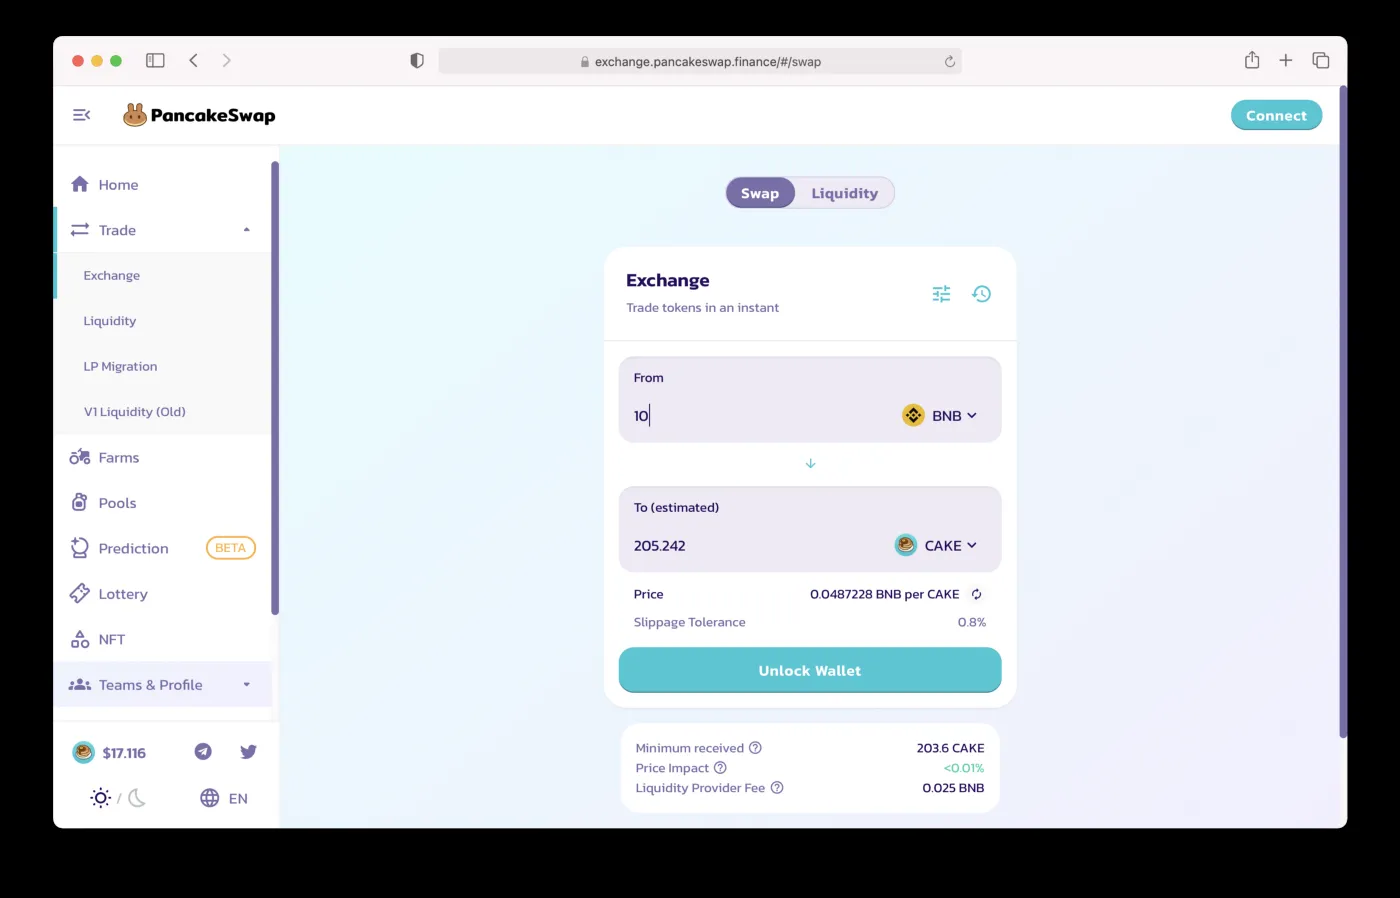 exchange.pancakeswap.finance/#/swap
PancakeSwap
Connect
Home
Trade
Exchange
Liquidity
LP Migration
V1 Liquidity (Old)
Farms
Pools
Prediction BETA
Lottery
NFT
Teams & Profile
$17.116
/ EN
Swap Liquidity
Exchange
Trade tokens in an instant
From
10 BNB
To (estimated)
205.242 CAKE
Price 0.0487228 BNB per CAKE
Slippage Tolerance 0.8%
Unlock Wallet
Minimum received ? 203.6 CAKE
Price Impact ? <0.01%
Liquidity Provider Fee ? 0.025 BNB